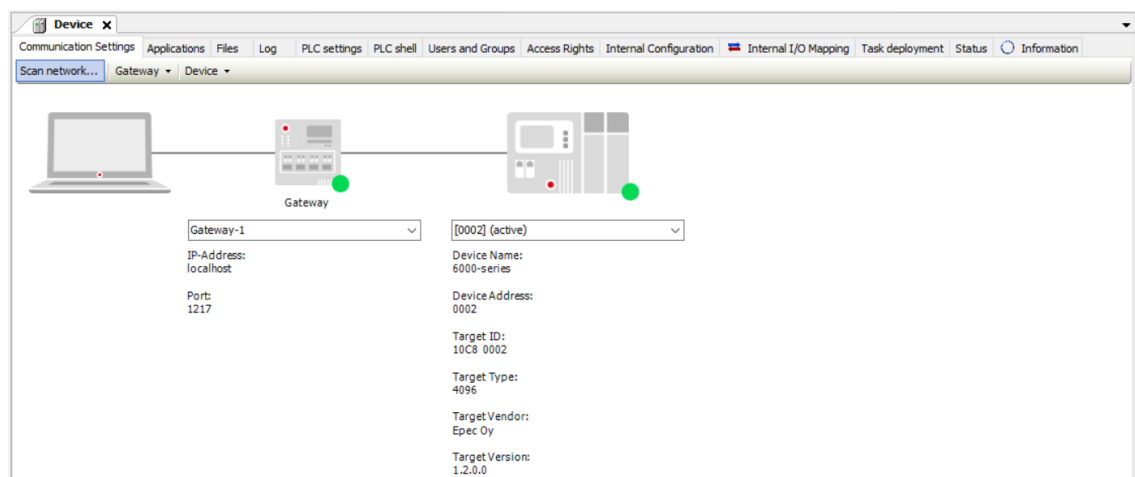 Device
Communication Settings Applications Files Log PLC settings PLC shell Users and Groups Access Rights Internal Configuration Internal I/O Mapping Task deployment Status Information
Scan network... Gateway Device
Gateway
Gateway-1 [0002] (active)
IP-Address: Device Name:
localhost 6000-series
Port: Device Address:
1217 0002
Target ID:
10C8 0002
Target Type:
4096
Target Vendor:
Epec Oy
Target Version:
1.2.0.0